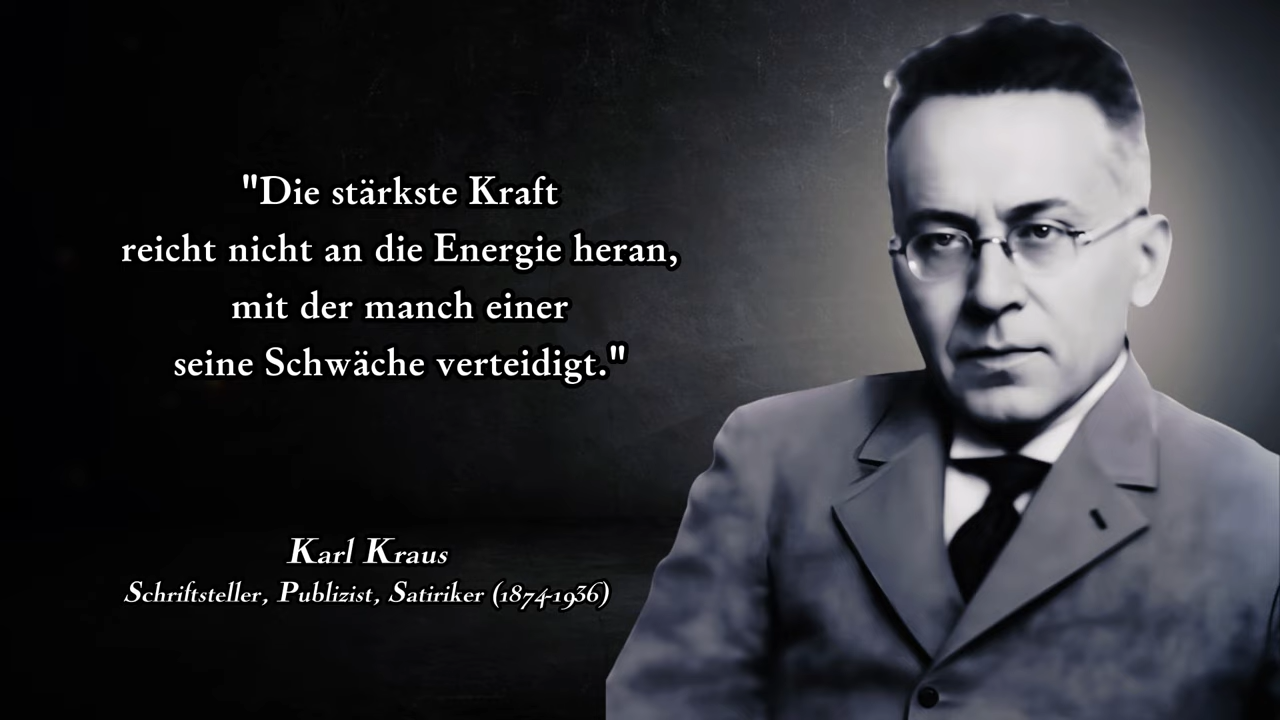 "Die stärkste Kraft
reicht nicht an die Energie heran,
mit der manch einer
seine Schwäche verteidigt."
Karl Kraus
Schriftsteller, Publizist, Satiriker (1874-1936)